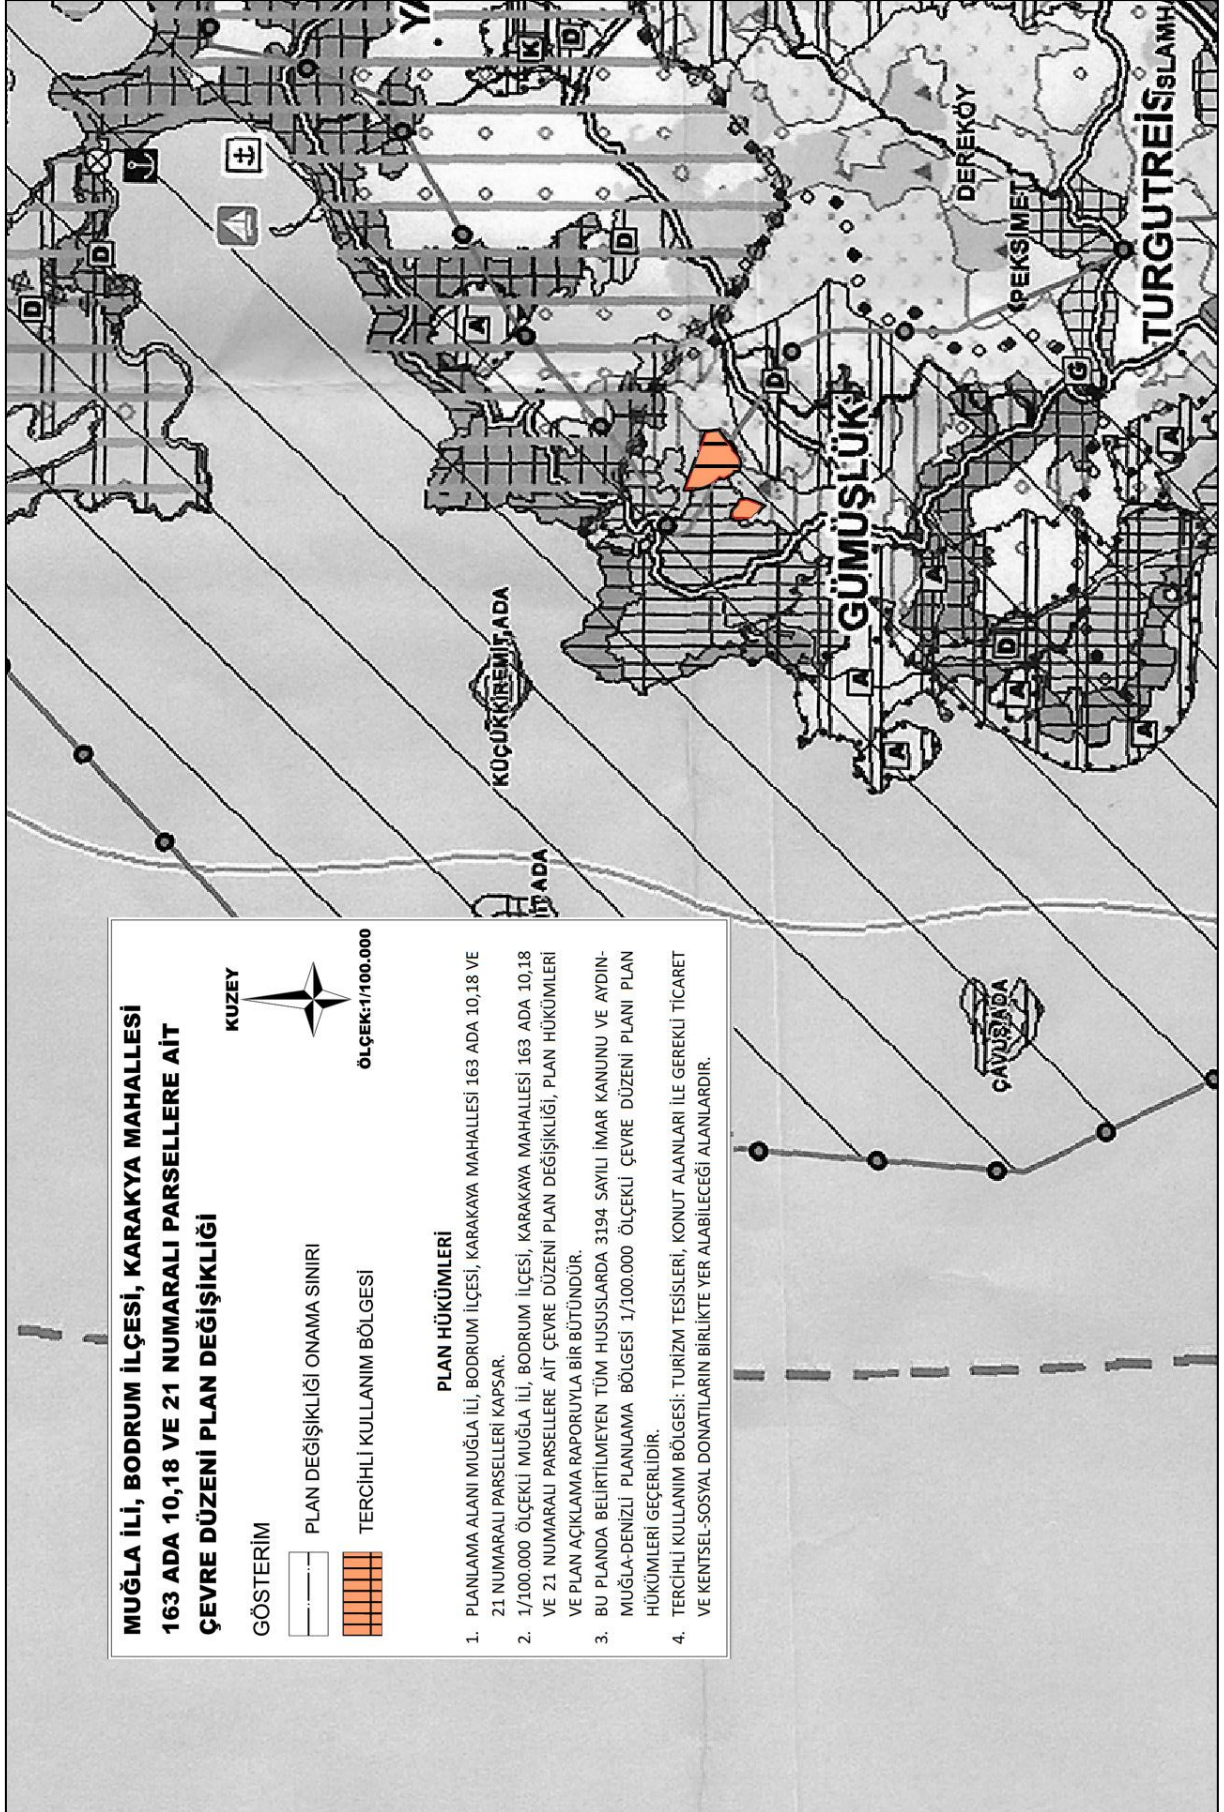 MUĞLA İLİ, BODRUM İLÇESİ, KARAKYA MAHALLESİ
163 ADA 10,18 VE 21 NUMARALI PARSELLERE AİT
ÇEVRE DÜZENİ PLAN DEĞİŞİKLİĞİ
KUZEY
ÖLÇEK:1/100.000
GÖSTERİM
PLAN DEĞİŞİKLİĞİ ONAMA SINIRI
TERCİHLİ KULLANIM BÖLGESİ
PLAN HÜKÜMLERİ
1. PLANLAMA ALANI MUĞLA İLİ, BODRUM İLÇESİ, KARAKAYA MAHALLESİ 163 ADA 10,18 VE
21 NUMARALI PARSELLERİ KAPSAR.
2. 1/100.000 ÖLÇEKLİ MUĞLA İLİ, BODRUM İLÇESİ, KARAKAYA MAHALLESİ 163 ADA 10,18
VE 21 NUMARALI PARSELLERE AİT ÇEVRE DÜZENİ PLAN DEĞİŞİKLİĞİ, PLAN HÜKÜMLERİ
VE PLAN AÇIKLAMA RAPORUYLA BİR BÜTÜNDÜR.
3. BU PLANDA BELİRTİLMEYEN TÜM HUSUSLARDA 3194 SAYILI İMAR KANUNU VE AYDIN-
MUĞLA-DENİZLİ PLANLAMA BÖLGESİ 1/100.000 ÖLÇEKLİ ÇEVRE DÜZENİ PLANI PLAN
HÜKÜMLERİ GEÇERLİDİR.
4. TERCİHLİ KULLANIM BÖLGESİ: TURİZM TESİSLERİ, KONUT ALANLARI İLE GEREKLİ TİCARET
VE KENTSEL-SOSYAL DONATILARIN BİRLİKTE YER ALABİLECEĞİ ALANLARDIR.
KÜÇÜKKİREMİT ADA
ADA
ÇAVUŞADA
GÜMÜŞLÜK
DEREKÖY
PEKSİMET
TURGUTREİS
İSLAMH
YA
D
D
K
D
D
A
D
G
A
A
D
A
A
A
A